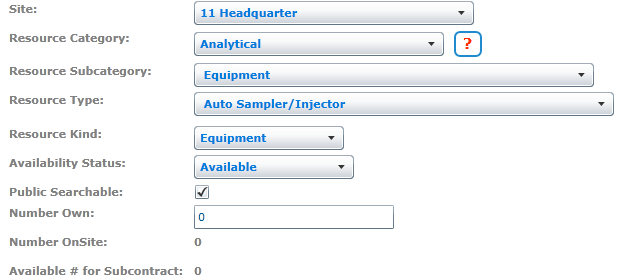 Site: 11 Headquarter
Resource Category: Analytical ?
Resource Subcategory: Equipment
Resource Type: Auto Sampler/Injector
Resource Kind: Equipment
Availability Status: Available
Public Searchable:
Number Own: 0
Number OnSite: 0
Available # for Subcontract: 0